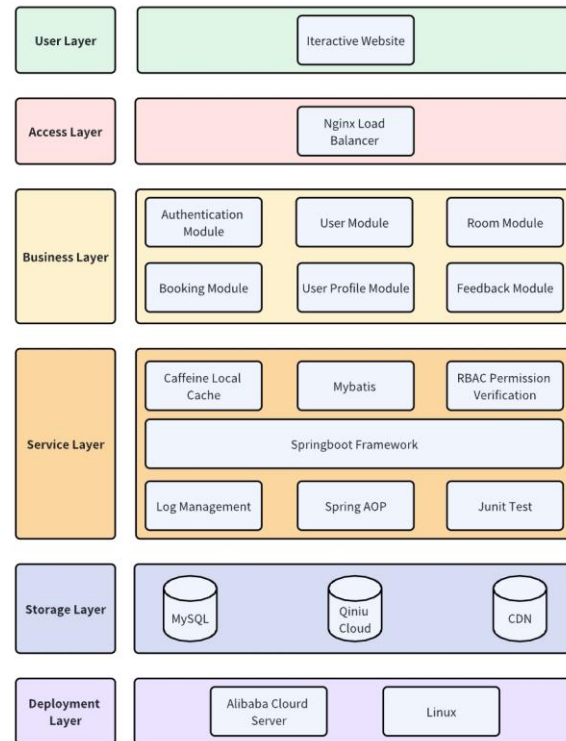 User Layer
Iteractive Website
Access Layer
Nginx Load
Balancer
Business Layer
Authentication
Module
User Module
Room Module
Booking Module
User Profile Module
Feedback Module
Service Layer
Caffeine Local
Cache
Mybatis
RBAC Permission
Verification
Springboot Framework
Log Management
Spring AOP
Junit Test
Storage Layer
MySQL
Qiniu
Cloud
CDN
Deployment
Layer
Alibaba Clourd
Server
Linux